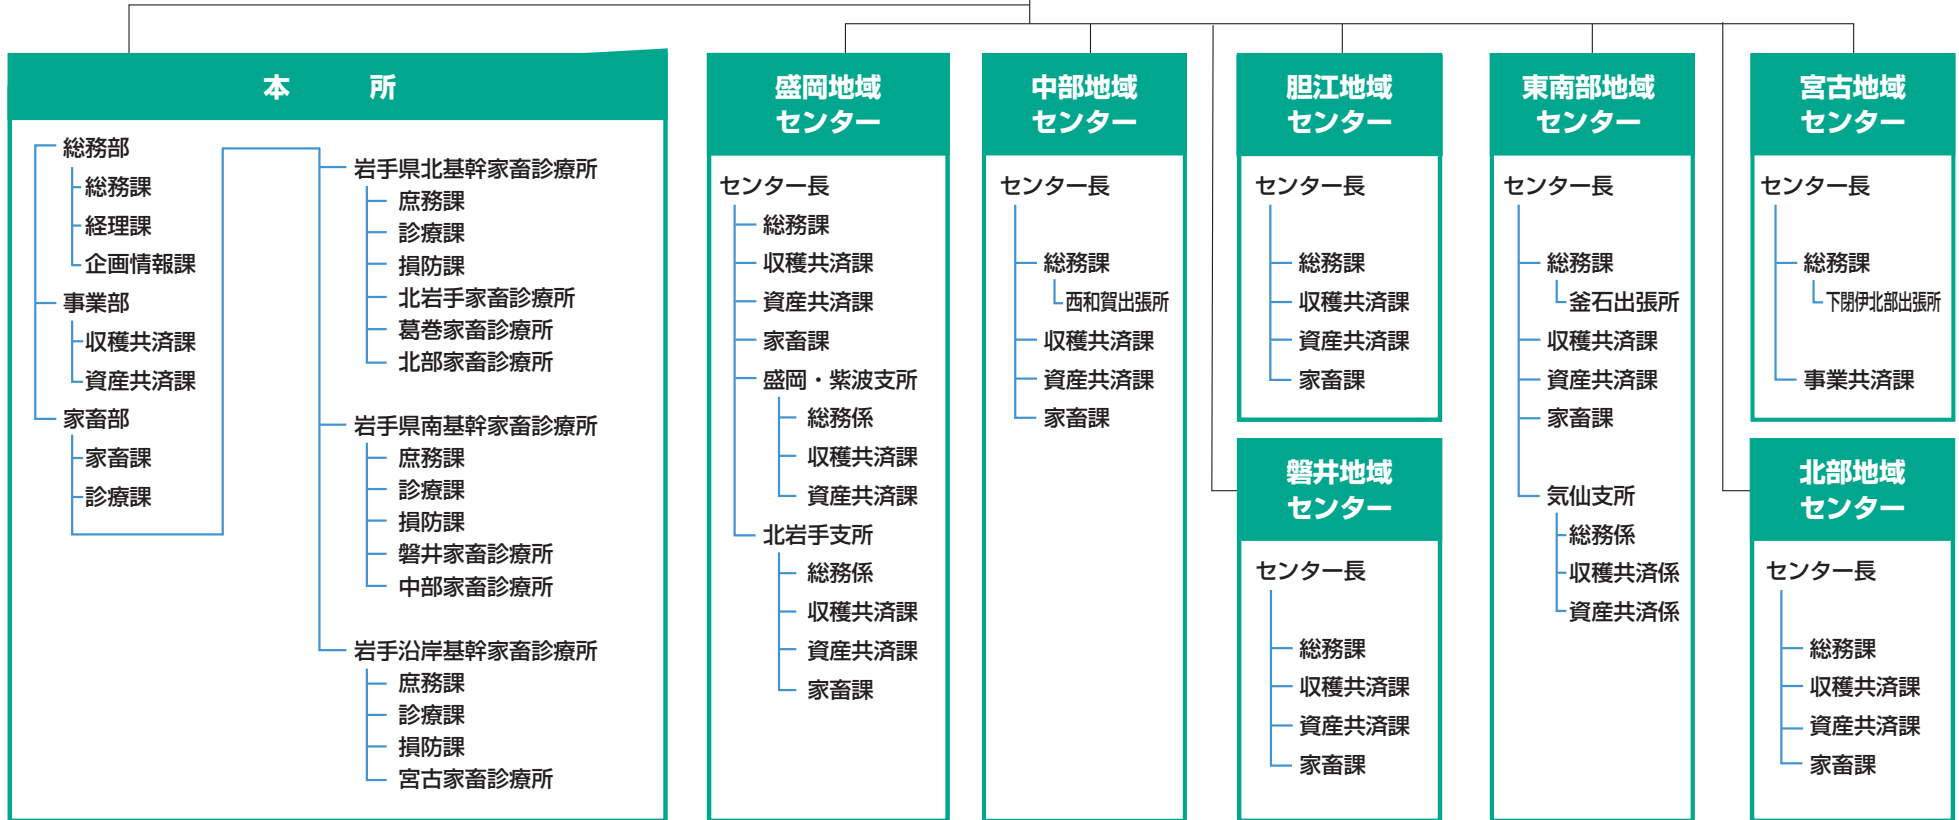 本所
総務部
総務課
経理課
企画情報課
事業部
収穫共済課
資産共済課
家畜部
家畜課
診療課
岩手県北基幹家畜診療所
庶務課
診療課
損防課
北岩手家畜診療所
葛巻家畜診療所
北部家畜診療所
岩手県南基幹家畜診療所
庶務課
診療課
損防課
磐井家畜診療所
中部家畜診療所
岩手沿岸基幹家畜診療所
庶務課
診療課
損防課
宮古家畜診療所
盛岡地域
センター
センター長
総務課
収穫共済課
資産共済課
家畜課
盛岡・紫波支所
総務係
収穫共済課
資産共済課
北岩手支所
総務係
収穫共済課
資産共済課
家畜課
中部地域
センター
センター長
総務課
西和賀出張所
収穫共済課
資産共済課
家畜課
胆江地域
センター
センター長
総務課
収穫共済課
資産共済課
家畜課
磐井地域
センター
センター長
総務課
収穫共済課
資産共済課
家畜課
東南部地域
センター
センター長
総務課
釜石出張所
収穫共済課
資産共済課
家畜課
気仙支所
総務係
収穫共済係
資産共済係
宮古地域
センター
センター長
総務課
下閉伊北部出張所
事業共済課
北部地域
センター
センター長
総務課
収穫共済課
資産共済課
家畜課